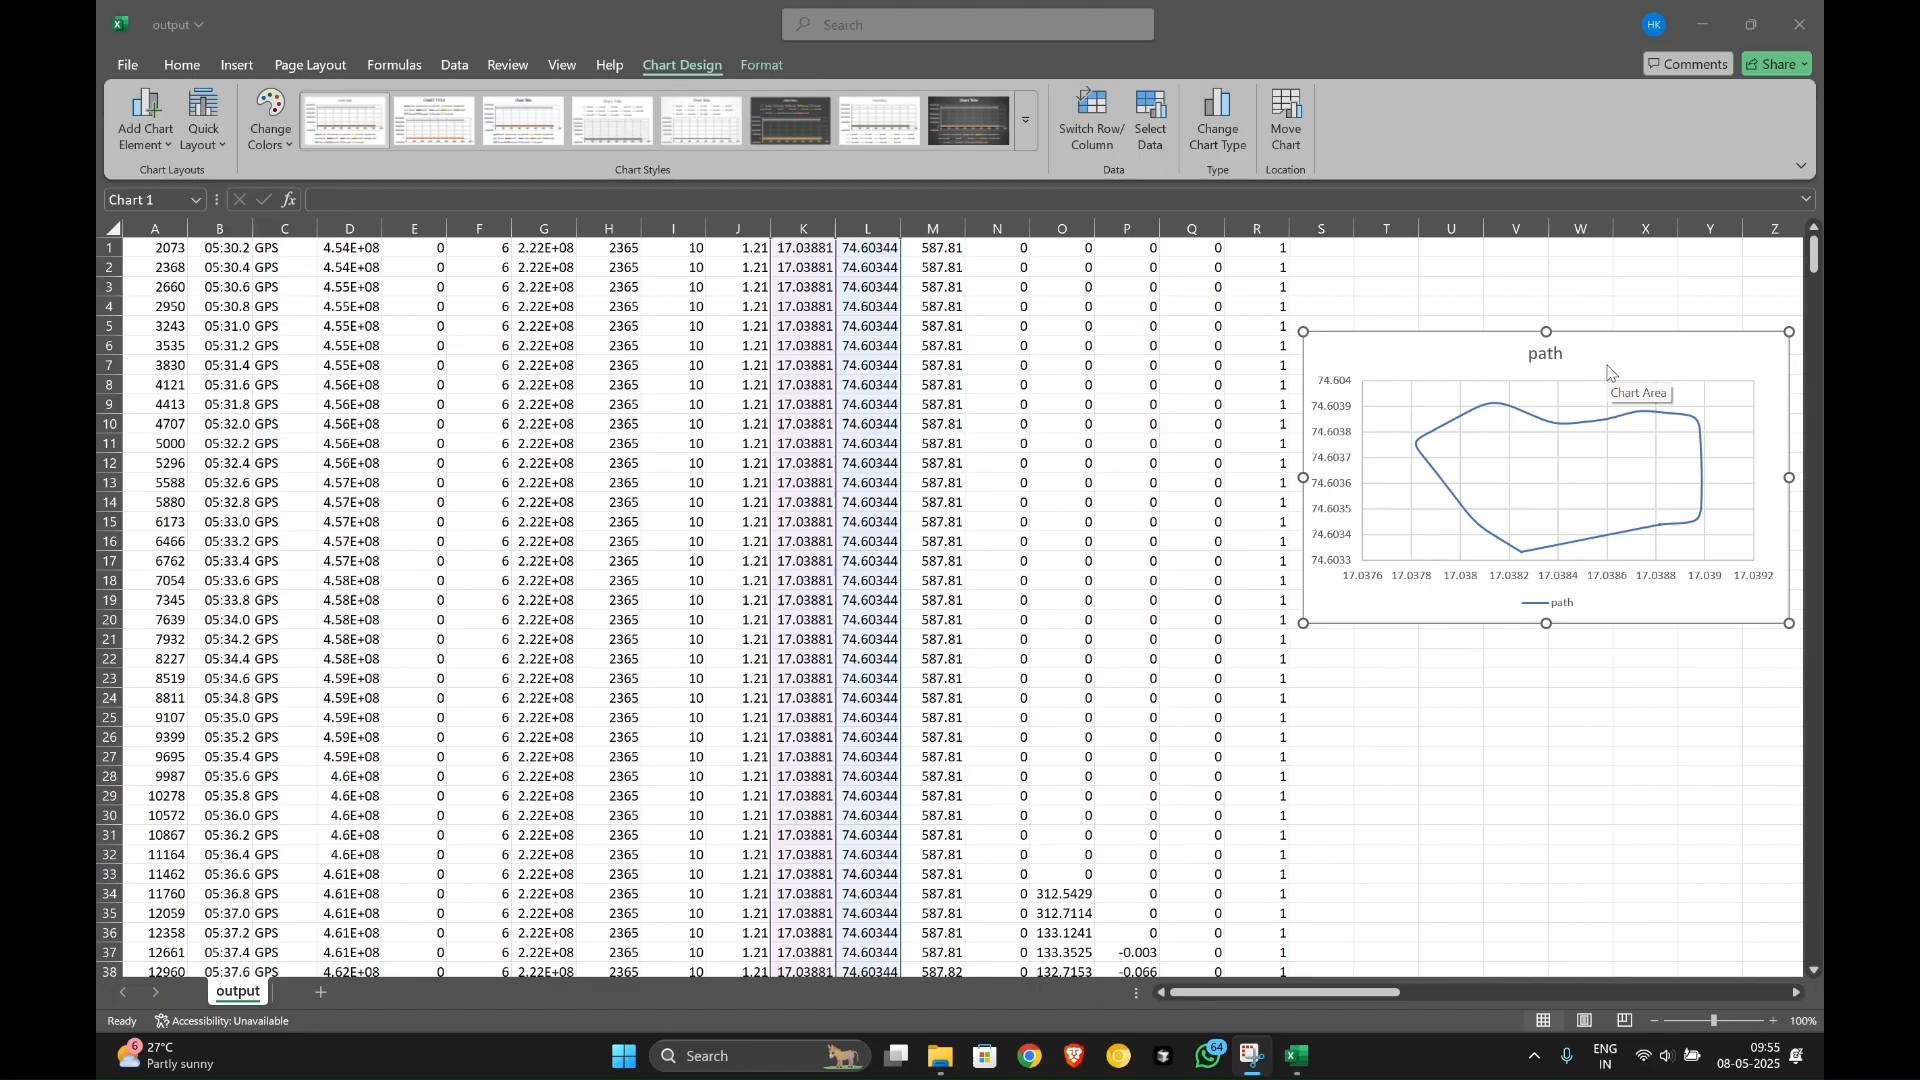 output
Search
HK
File Home Insert Page Layout Formulas Data Review View Help Chart Design Format
Comments Share
Add Chart Element Quick Layout Change Colors Switch Row/ Column Select Data Change Chart Type Move Chart
Chart Layouts Chart Styles Data Type Location
Chart 1 fx
A B C D E F G H I J K L M N O P Q R S T U V W X Y Z
1 2073 05:30.2 GPS 4.54E+08 0 6 2.22E+08 2365 10 1.21 17.03881 74.60344 587.81 0 0 0 0 1
2 2368 05:30.4 GPS 4.54E+08 0 6 2.22E+08 2365 10 1.21 17.03881 74.60344 587.81 0 0 0 0 1
3 2660 05:30.6 GPS 4.55E+08 0 6 2.22E+08 2365 10 1.21 17.03881 74.60344 587.81 0 0 0 0 1
4 2950 05:30.8 GPS 4.55E+08 0 6 2.22E+08 2365 10 1.21 17.03881 74.60344 587.81 0 0 0 0 1
5 3243 05:31.0 GPS 4.55E+08 0 6 2.22E+08 2365 10 1.21 17.03881 74.60344 587.81 0 0 0 0 1
6 3535 05:31.2 GPS 4.55E+08 0 6 2.22E+08 2365 10 1.21 17.03881 74.60344 587.81 0 0 0 0 1
7 3830 05:31.4 GPS 4.55E+08 0 6 2.22E+08 2365 10 1.21 17.03881 74.60344 587.81 0 0 0 0 1
8 4121 05:31.6 GPS 4.56E+08 0 6 2.22E+08 2365 10 1.21 17.03881 74.60344 587.81 0 0 0 0 1
9 4413 05:31.8 GPS 4.56E+08 0 6 2.22E+08 2365 10 1.21 17.03881 74.60344 587.81 0 0 0 0 1
10 4707 05:32.0 GPS 4.56E+08 0 6 2.22E+08 2365 10 1.21 17.03881 74.60344 587.81 0 0 0 0 1
11 5000 05:32.2 GPS 4.56E+08 0 6 2.22E+08 2365 10 1.21 17.03881 74.60344 587.81 0 0 0 0 1
12 5296 05:32.4 GPS 4.56E+08 0 6 2.22E+08 2365 10 1.21 17.03881 74.60344 587.81 0 0 0 0 1
13 5588 05:32.6 GPS 4.57E+08 0 6 2.22E+08 2365 10 1.21 17.03881 74.60344 587.81 0 0 0 0 1
14 5880 05:32.8 GPS 4.57E+08 0 6 2.22E+08 2365 10 1.21 17.03881 74.60344 587.81 0 0 0 0 1
15 6173 05:33.0 GPS 4.57E+08 0 6 2.22E+08 2365 10 1.21 17.03881 74.60344 587.81 0 0 0 0 1
16 6466 05:33.2 GPS 4.57E+08 0 6 2.22E+08 2365 10 1.21 17.03881 74.60344 587.81 0 0 0 0 1
17 6762 05:33.4 GPS 4.57E+08 0 6 2.22E+08 2365 10 1.21 17.03881 74.60344 587.81 0 0 0 0 1
18 7054 05:33.6 GPS 4.58E+08 0 6 2.22E+08 2365 10 1.21 17.03881 74.60344 587.81 0 0 0 0 1
19 7345 05:33.8 GPS 4.58E+08 0 6 2.22E+08 2365 10 1.21 17.03881 74.60344 587.81 0 0 0 0 1
20 7639 05:34.0 GPS 4.58E+08 0 6 2.22E+08 2365 10 1.21 17.03881 74.60344 587.81 0 0 0 0 1
21 7932 05:34.2 GPS 4.58E+08 0 6 2.22E+08 2365 10 1.21 17.03881 74.60344 587.81 0 0 0 0 1
22 8227 05:34.4 GPS 4.58E+08 0 6 2.22E+08 2365 10 1.21 17.03881 74.60344 587.81 0 0 0 0 1
23 8519 05:34.6 GPS 4.59E+08 0 6 2.22E+08 2365 10 1.21 17.03881 74.60344 587.81 0 0 0 0 1
24 8811 05:34.8 GPS 4.59E+08 0 6 2.22E+08 2365 10 1.21 17.03881 74.60344 587.81 0 0 0 0 1
25 9107 05:35.0 GPS 4.59E+08 0 6 2.22E+08 2365 10 1.21 17.03881 74.60344 587.81 0 0 0 0 1
26 9399 05:35.2 GPS 4.59E+08 0 6 2.22E+08 2365 10 1.21 17.03881 74.60344 587.81 0 0 0 0 1
27 9695 05:35.4 GPS 4.59E+08 0 6 2.22E+08 2365 10 1.21 17.03881 74.60344 587.81 0 0 0 0 1
28 9987 05:35.6 GPS 4.6E+08 0 6 2.22E+08 2365 10 1.21 17.03881 74.60344 587.81 0 0 0 0 1
29 10278 05:35.8 GPS 4.6E+08 0 6 2.22E+08 2365 10 1.21 17.03881 74.60344 587.81 0 0 0 0 1
30 10572 05:36.0 GPS 4.6E+08 0 6 2.22E+08 2365 10 1.21 17.03881 74.60344 587.81 0 0 0 0 1
31 10867 05:36.2 GPS 4.6E+08 0 6 2.22E+08 2365 10 1.21 17.03881 74.60344 587.81 0 0 0 0 1
32 11164 05:36.4 GPS 4.6E+08 0 6 2.22E+08 2365 10 1.21 17.03881 74.60344 587.81 0 0 0 0 1
33 11462 05:36.6 GPS 4.61E+08 0 6 2.22E+08 2365 10 1.21 17.03881 74.60344 587.81 0 0 0 0 1
34 11760 05:36.8 GPS 4.61E+08 0 6 2.22E+08 2365 10 1.21 17.03881 74.60344 587.81 0 312.5429 0 0 1
35 12059 05:37.0 GPS 4.61E+08 0 6 2.22E+08 2365 10 1.21 17.03881 74.60344 587.81 0 312.7114 0 0 1
36 12358 05:37.2 GPS 4.61E+08 0 6 2.22E+08 2365 10 1.21 17.03881 74.60344 587.81 0 133.1241 0 0 1
37 12661 05:37.4 GPS 4.61E+08 0 6 2.22E+08 2365 10 1.21 17.03881 74.60344 587.81 0 133.3525 -0.003 0 1
38 12960 05:37.6 GPS 4.62E+08 0 6 2.22E+08 2365 10 1.21 17.03881 74.60344 587.82 0 132.7153 -0.066 0 1
path
Chart Area
74.604
74.6039
74.6038
74.6037
74.6036
74.6035
74.6034
74.6033
17.0376 17.0378 17.038 17.0382 17.0384 17.0386 17.0388 17.039 17.0392
path
output
Ready Accessibility: Unavailable 100%
6 27°C
Partly sunny
Search
64
ENG
IN
09:55
08-05-2025